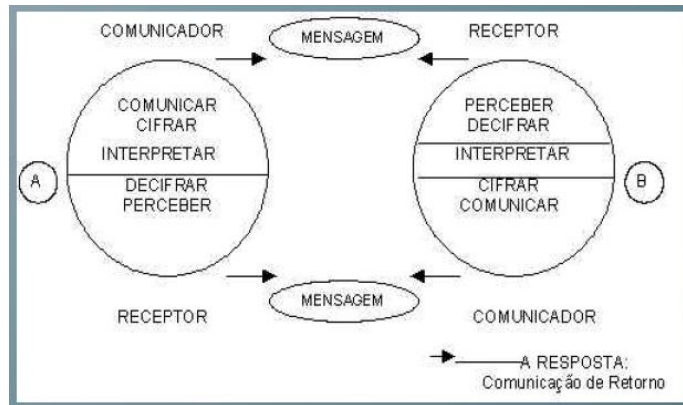 COMUNICADOR
MENSAGEM
RECEPTOR
COMUNICAR
CIFRAR
INTERPRETAR
DECIFRAR
PERCEBER
A
PERCEBER
DECIFRAR
INTERPRETAR
CIFRAR
COMUNICAR
B
RECEPTOR
MENSAGEM
COMUNICADOR
A RESPOSTA:
Comunicação de Retorno